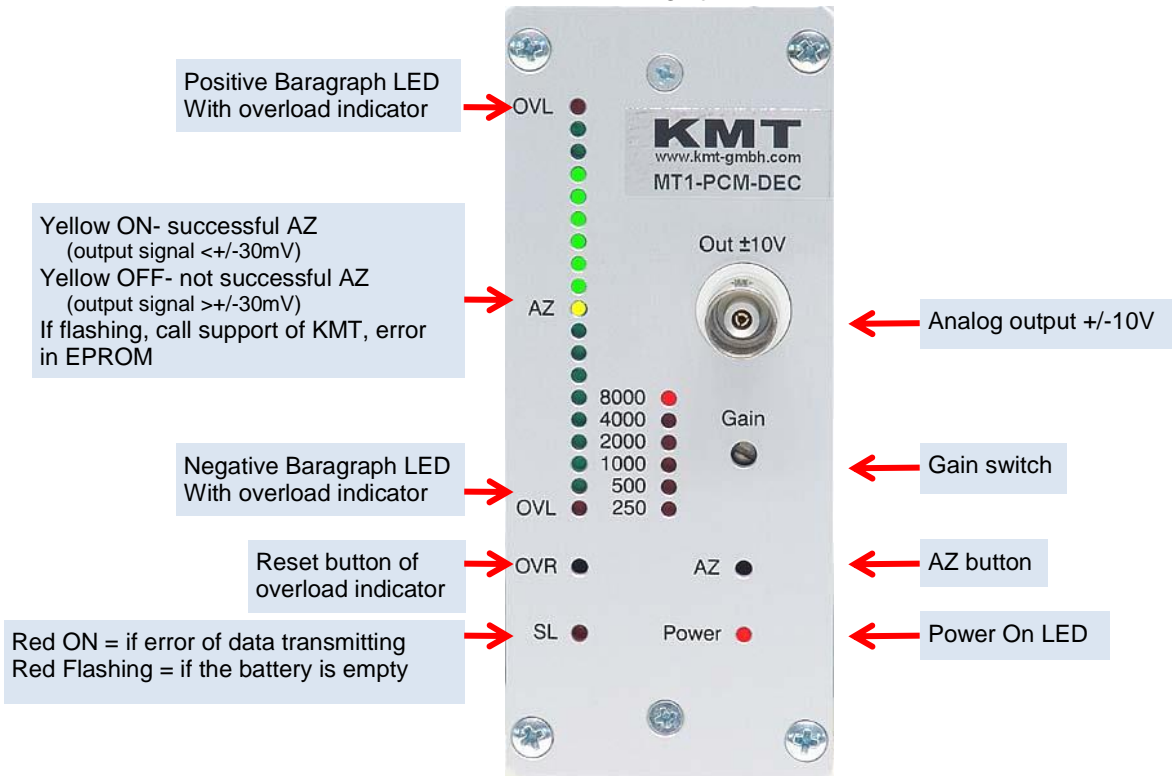 Positive Baragraph LED
With overload indicator
Yellow ON- successful AZ
(output signal <+/-30mV)
Yellow OFF- not successful AZ
(output signal >+/-30mV)
If flashing, call support of KMT, error
in EPROM
Negative Baragraph LED
With overload indicator
Reset button of
overload indicator
Red ON = if error of data transmitting
Red Flashing = if the battery is empty
OVL
KMT
www.kmt-gmbh.com
MT1-PCM-DEC
Out ±10V
AZ
8000
4000
2000
1000
500
250
Gain
OVL
OVR
AZ
SL
Power
Analog output +/-10V
Gain switch
AZ button
Power On LED